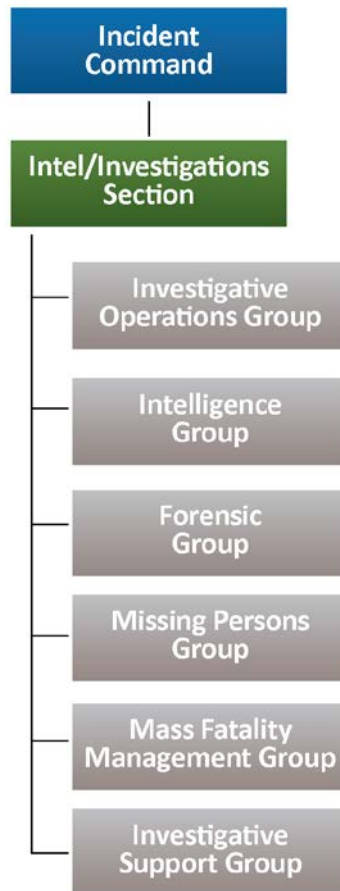 Incident
Command
Intel/Investigations
Section
Investigative
Operations Group
Intelligence
Group
Forensic
Group
Missing Persons
Group
Mass Fatality
Management Group
Investigative
Support Group